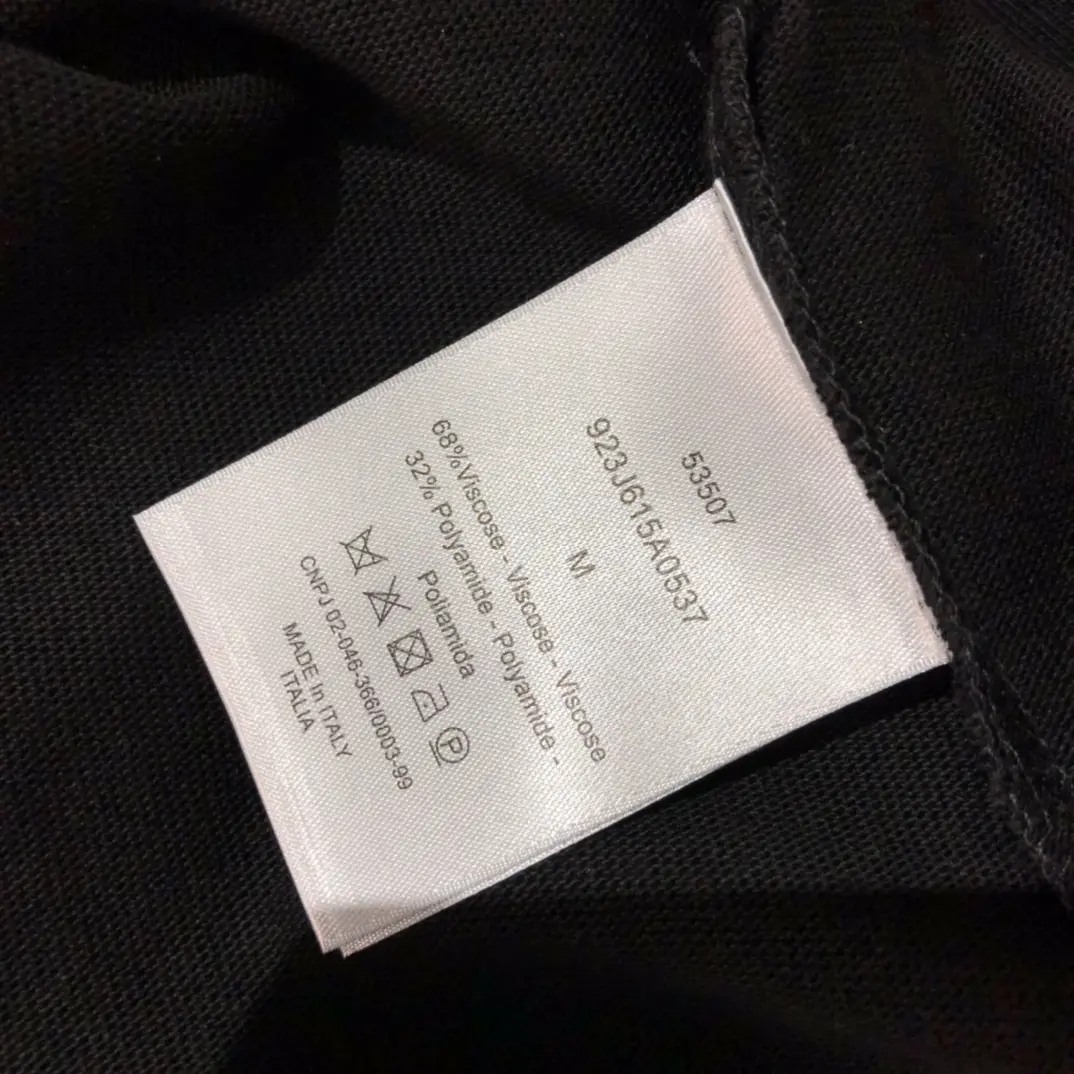 53507
923J615A0537
M
68%Viscose - Viscose - Viscose
32% Polyamide - Polyamide -
Poliamida
P
CNPJ 02-046-366/0003-99
MADE In ITALY
ITALIA